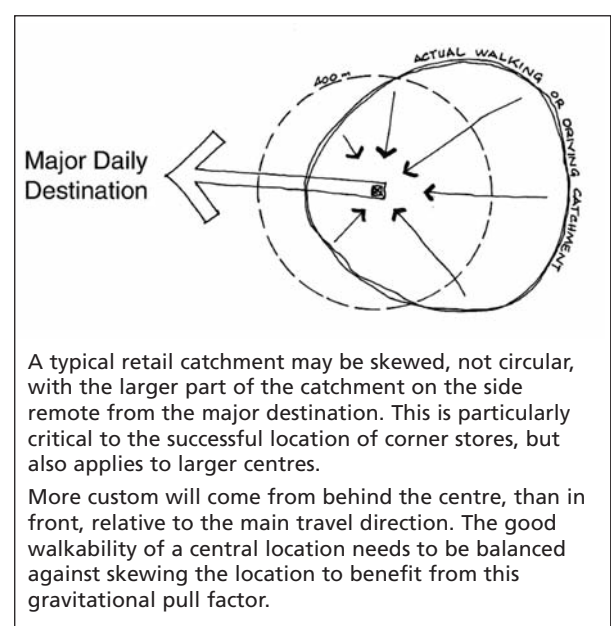 400m
ACTUAL WALKING OR DRIVING CATCHMENT
Major Daily
Destination
A typical retail catchment may be skewed, not circular,
with the larger part of the catchment on the side
remote from the major destination. This is particularly
critical to the successful location of corner stores, but
also applies to larger centres.
More custom will come from behind the centre, than in
front, relative to the main travel direction. The good
walkability of a central location needs to be balanced
against skewing the location to benefit from this
gravitational pull factor.